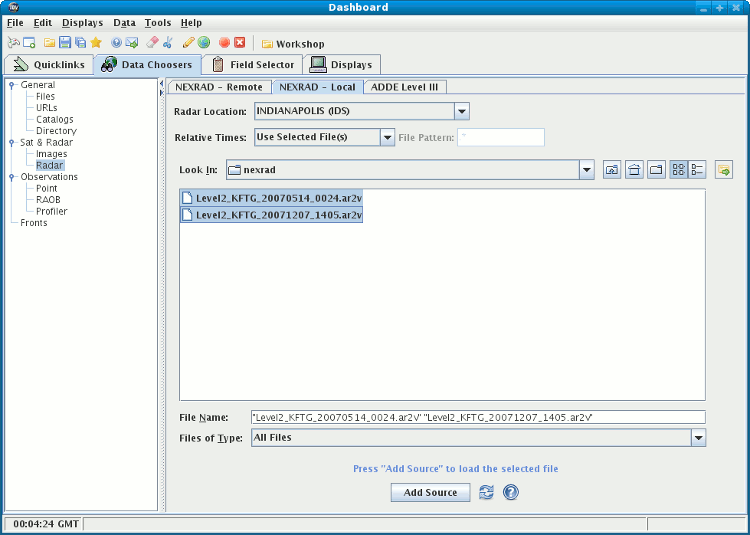 Dashboard
File Edit Displays Data Tools Help
Workshop
Quicklinks Data Choosers Field Selector Displays
General
Files
URLs
Catalogs
Directory
Sat & Radar
Images
Radar
Observations
Point
RAOB
Profiler
Fronts
NEXRAD - Remote NEXRAD - Local ADDE Level III
Radar Location: INDIANAPOLIS (IDS)
Relative Times: Use Selected File(s) File Pattern:
Look In: nexrad
Level2_KFTG_20070514_0024.ar2v
Level2_KFTG_20071207_1405.ar2v
File Name: "Level2_KFTG_20070514_0024.ar2v" "Level2_KFTG_20071207_1405.ar2v"
Files of Type: All Files
Press "Add Source" to load the selected file
Add Source
00:04:24 GMT